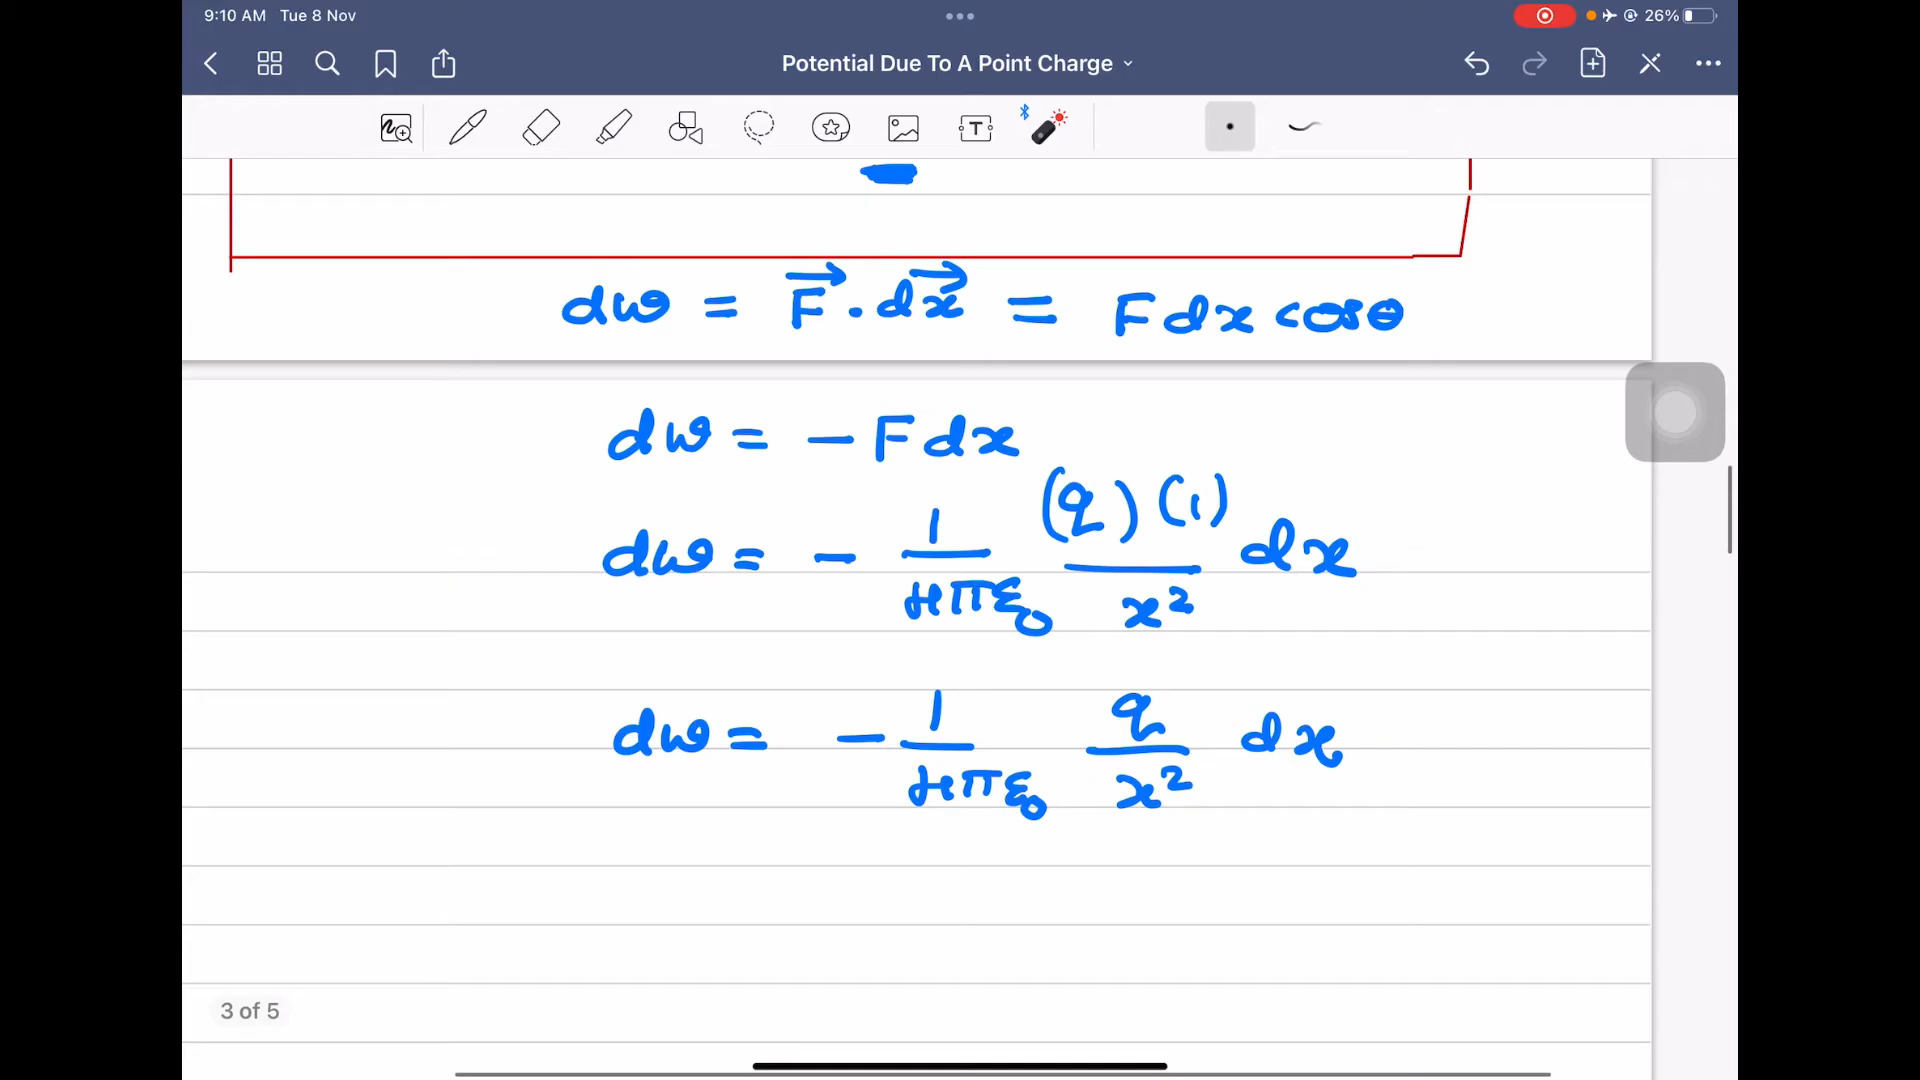 9:10 AM Tue 8 Nov
26%
Potential Due To A Point Charge
T
dw = F⃗ . dx⃗ = F dx cosθ
dw = - F dx
dw = - 1/4πε₀ (q)(1)/x² dx
dw = - 1/4πε₀ q/x² dx
3 of 5